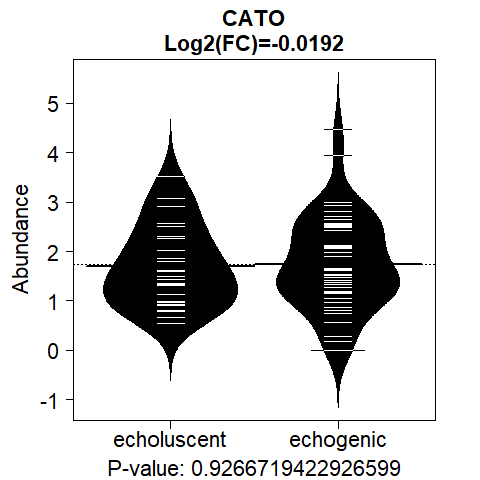 CATO
Log2(FC)=-0.0192
Abundance
5
4
3
2
1
0
-1
echoluscent
echogenic
P-value: 0.9266719422926599